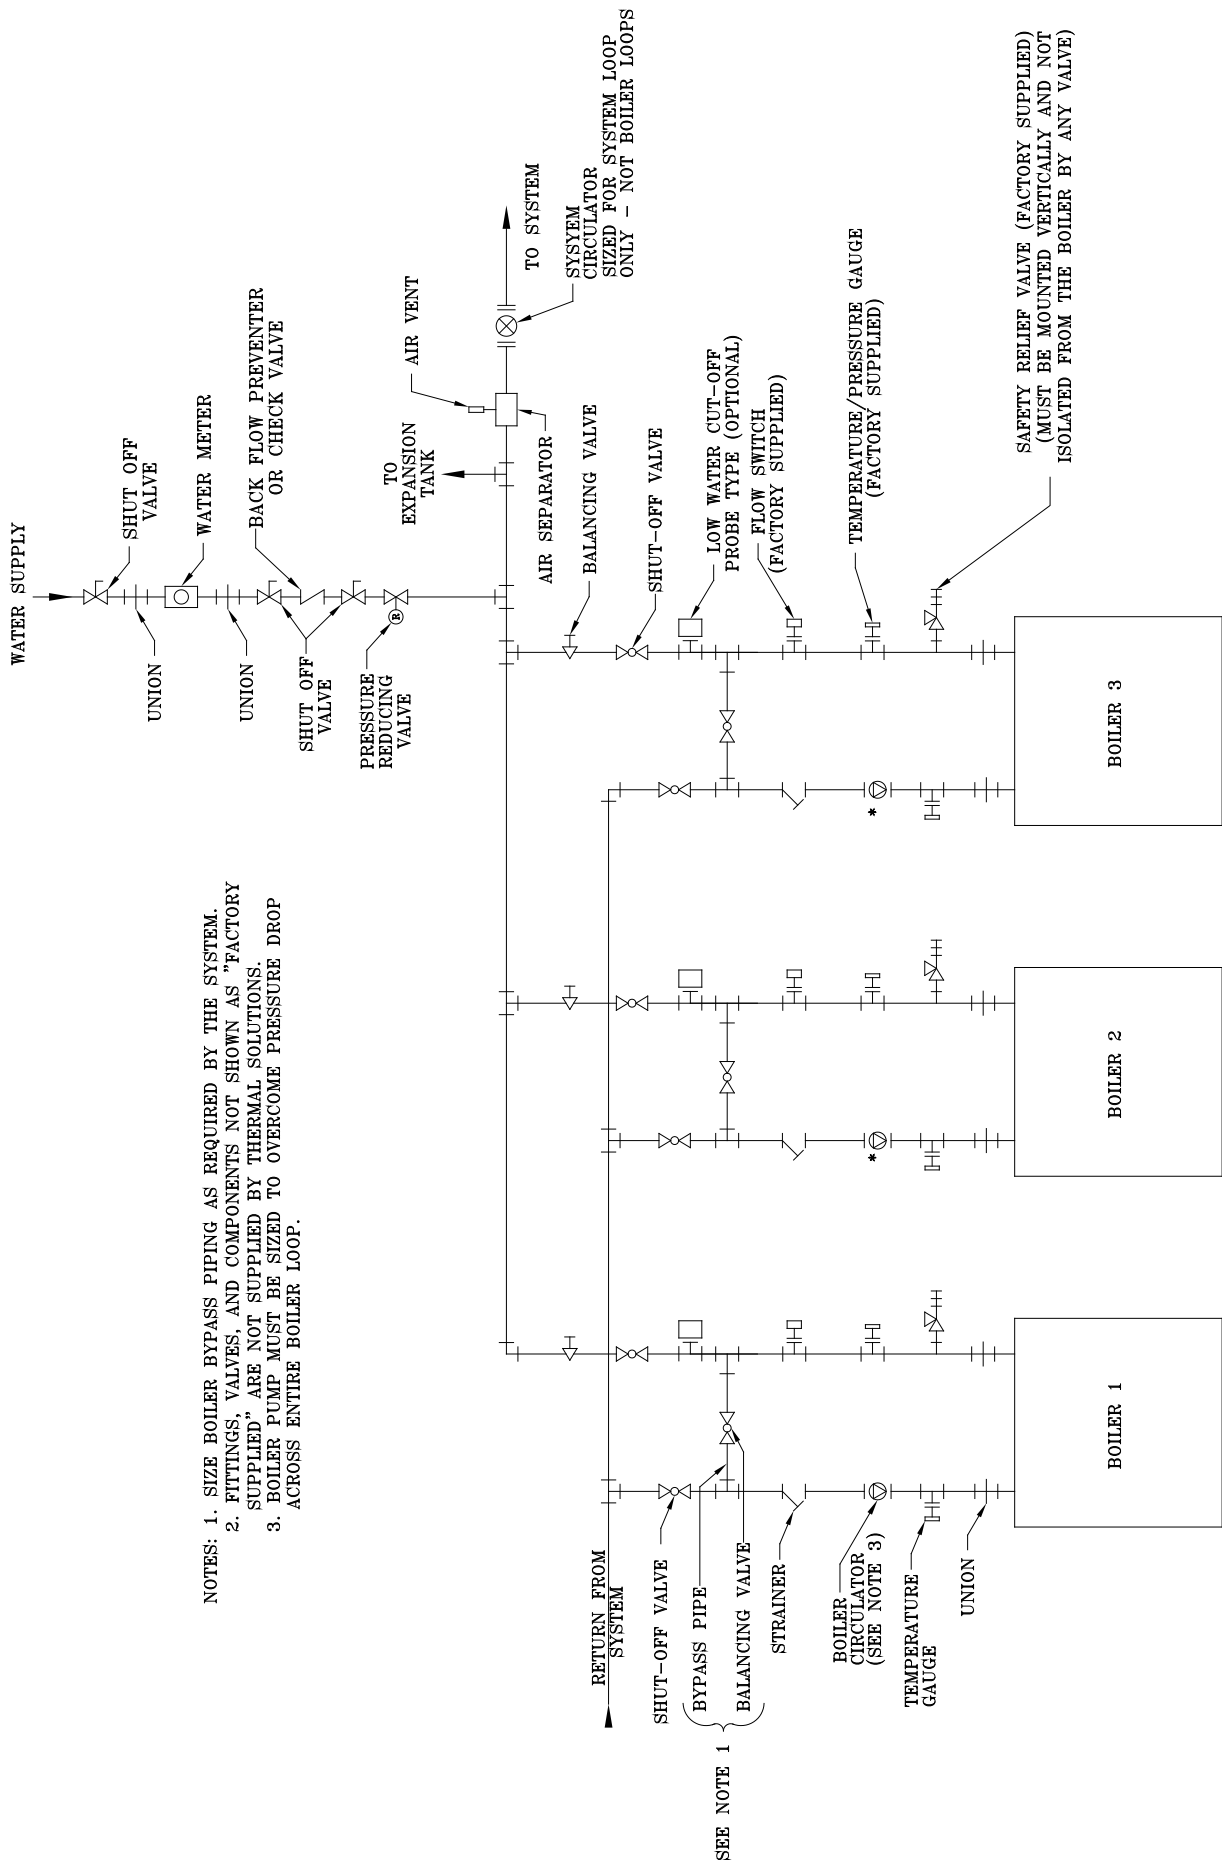 WATER SUPPLY
SHUT OFF
VALVE
UNION
WATER METER
UNION
BACK FLOW PREVENTER
OR CHECK VALVE
SHUT OFF
VALVE
PRESSURE
REDUCING
VALVE
R
TO
EXPANSION
TANK
AIR VENT
AIR SEPARATOR
TO SYSTEM
SYSYEM
CIRCULATOR
SIZED FOR SYSTEM LOOP
ONLY - NOT BOILER LOOPS
BALANCING VALVE
SHUT-OFF VALVE
LOW WATER CUT-OFF
PROBE TYPE (OPTIONAL)
FLOW SWITCH
(FACTORY SUPPLIED)
TEMPERATURE/PRESSURE GAUGE
(FACTORY SUPPLIED)
SAFETY RELIEF VALVE (FACTORY SUPPLIED)
(MUST BE MOUNTED VERTICALLY AND NOT
ISOLATED FROM THE BOILER BY ANY VALVE)
NOTES: 1. SIZE BOILER BYPASS PIPING AS REQUIRED BY THE SYSTEM.
2. FITTINGS, VALVES, AND COMPONENTS NOT SHOWN AS "FACTORY
SUPPLIED" ARE NOT SUPPLIED BY THERMAL SOLUTIONS.
3. BOILER PUMP MUST BE SIZED TO OVERCOME PRESSURE DROP
ACROSS ENTIRE BOILER LOOP.
RETURN FROM
SYSTEM
SHUT-OFF VALVE
SEE NOTE 1
BYPASS PIPE
BALANCING VALVE
STRAINER
BOILER
CIRCULATOR
(SEE NOTE 3)
TEMPERATURE
GAUGE
UNION
*
*
BOILER 1
BOILER 2
BOILER 3